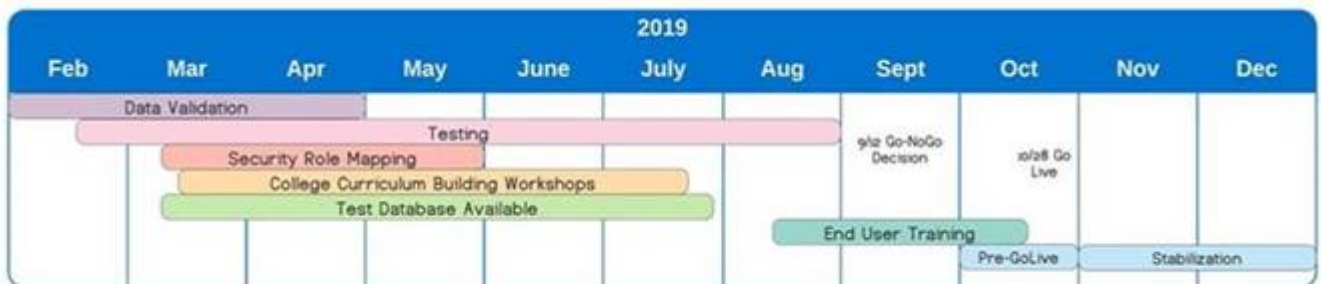 2019
Feb Mar Apr May June July Aug Sept Oct Nov Dec
Data Validation
Testing
9/12 Go-NoGo
Decision
10/28 Go
Live
Security Role Mapping
College Curriculum Building Workshops
Test Database Available
End User Training
Pre-GoLive
Stabilization